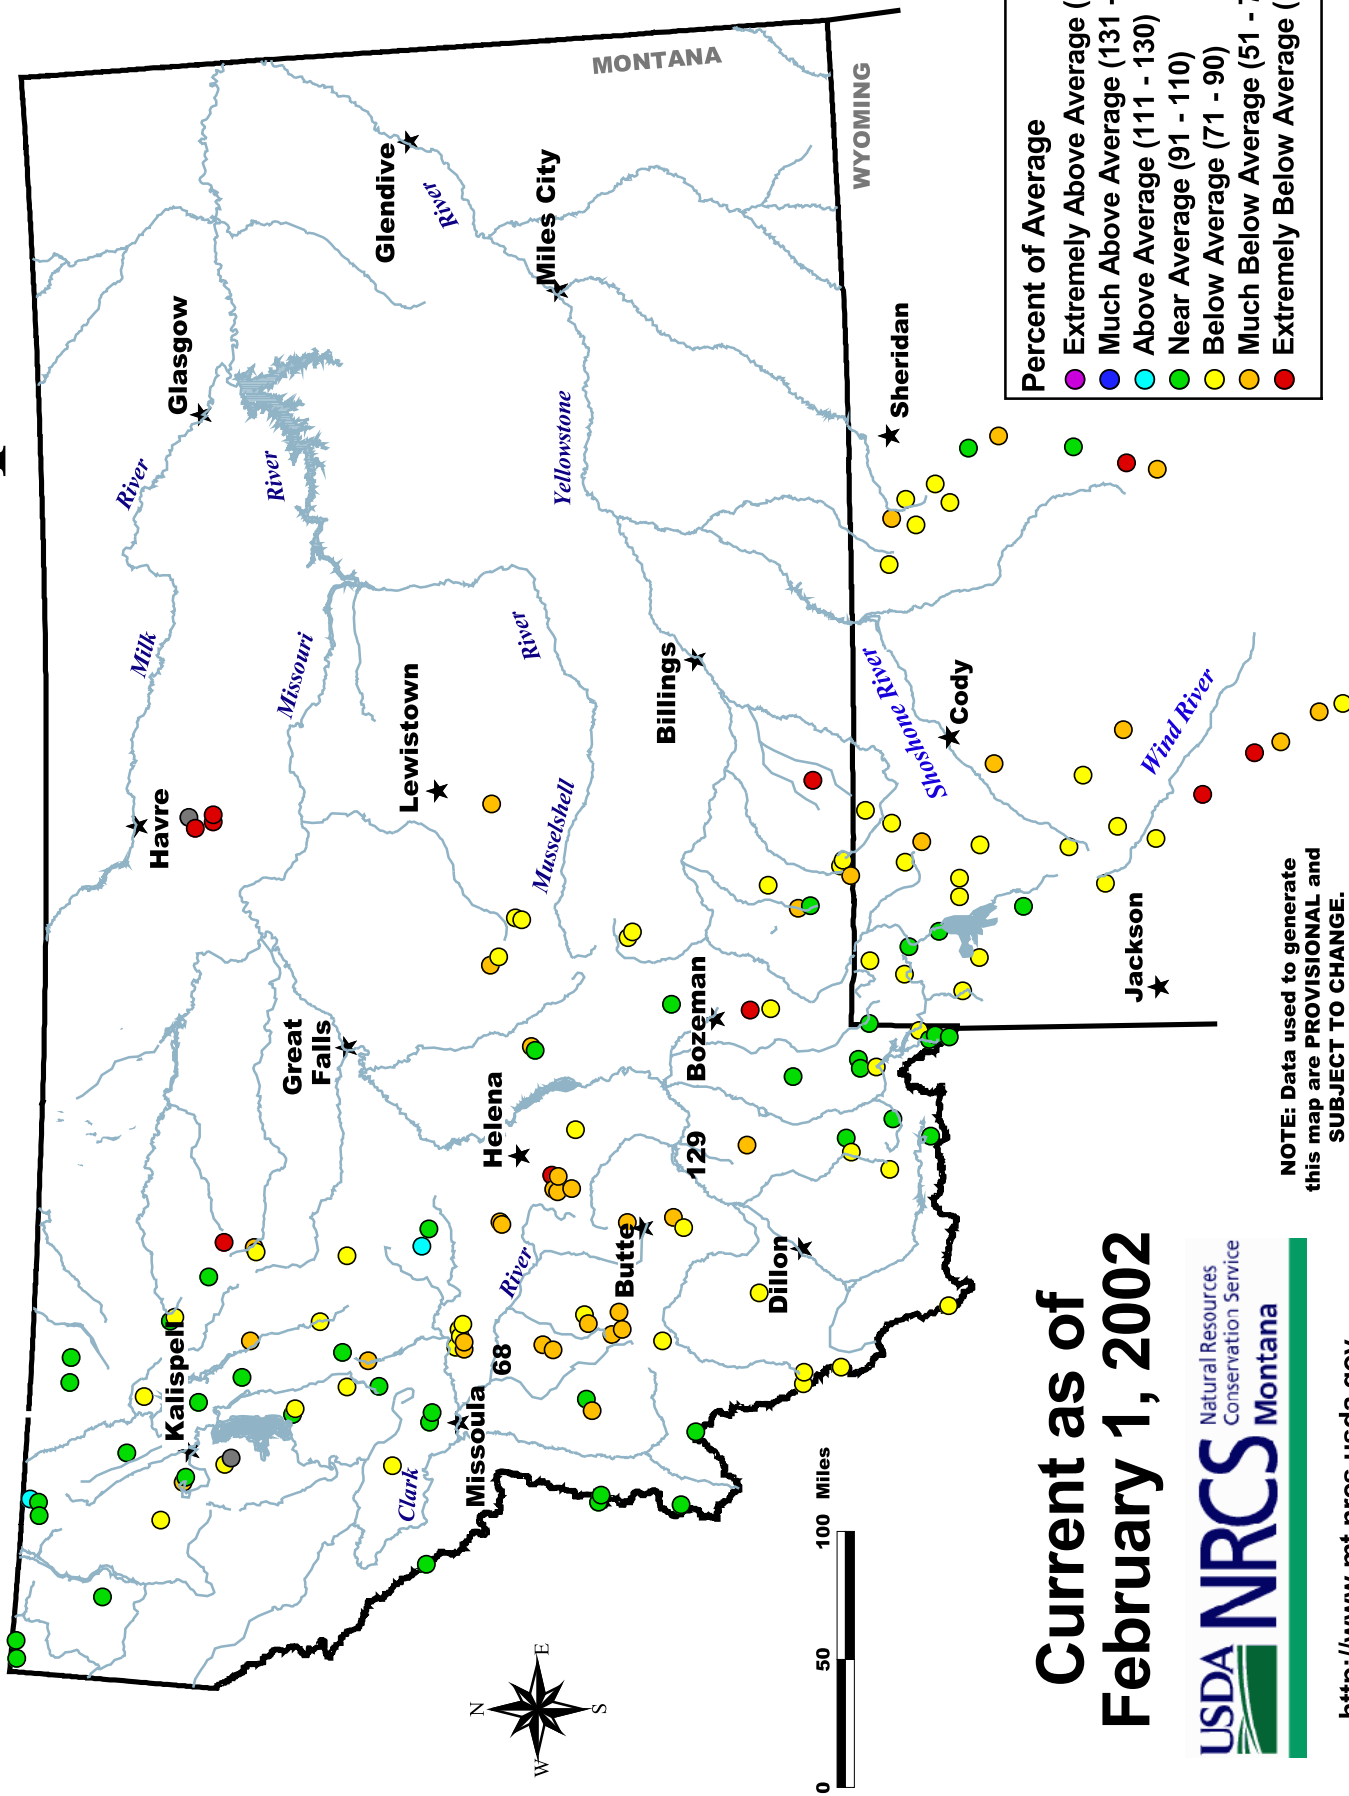 MONTANA
WYOMING
Glendive
River
Miles City
Glasgow
River
River
Yellowstone
Sheridan
Milk
Missouri
River
Lewistown
Havre
Billings
Musselshell
Shoshone River
Cody
Wind River
Great
Falls
Helena
Bozeman
Jackson
129
Kalispell
River
Butte
Dillon
68
Missoula
Clark
N
E
S
W
Percent of Average
Extremely Above Average (
Much Above Average (131 -
Above Average (111 - 130)
Near Average (91 - 110)
Below Average (71 - 90)
Much Below Average (51 - 7
Extremely Below Average (
0 50 100 Miles
Current as of
February 1, 2002
USDA NRCS
Natural Resources
Conservation Service
Montana
NOTE: Data used to generate
this map are PROVISIONAL and
SUBJECT TO CHANGE.